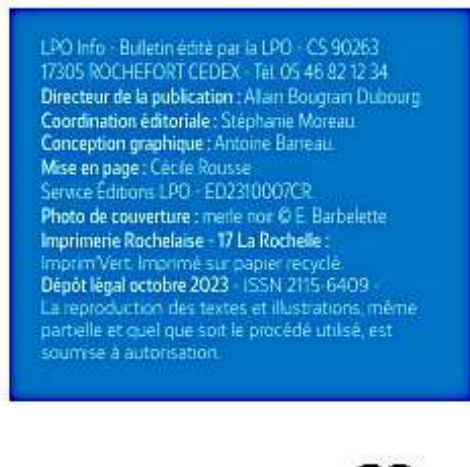 LPO Info - Bulletin édité par la LPO - CS 90263
17305 ROCHEFORT CEDEX - Tél. 05 46 82 12 34
Directeur de la publication : Allain Bougrain Dubourg.
Coordination éditoriale : Stéphanie Moreau.
Conception graphique : Antoine Barreau.
Mise en page : Cécile Rousse
Service Éditions LPO - ED2310007CR.
Photo de couverture : merle noir © E. Barbelette
Imprimerie Rochelaise - 17 La Rochelle :
Imprim'Vert. Imprimé sur papier recyclé.
Dépôt légal octobre 2023 - ISSN 2115-6409 -
La reproduction des textes et illustrations, même
partielle et quel que soit le procédé utilisé, est
soumise à autorisation.